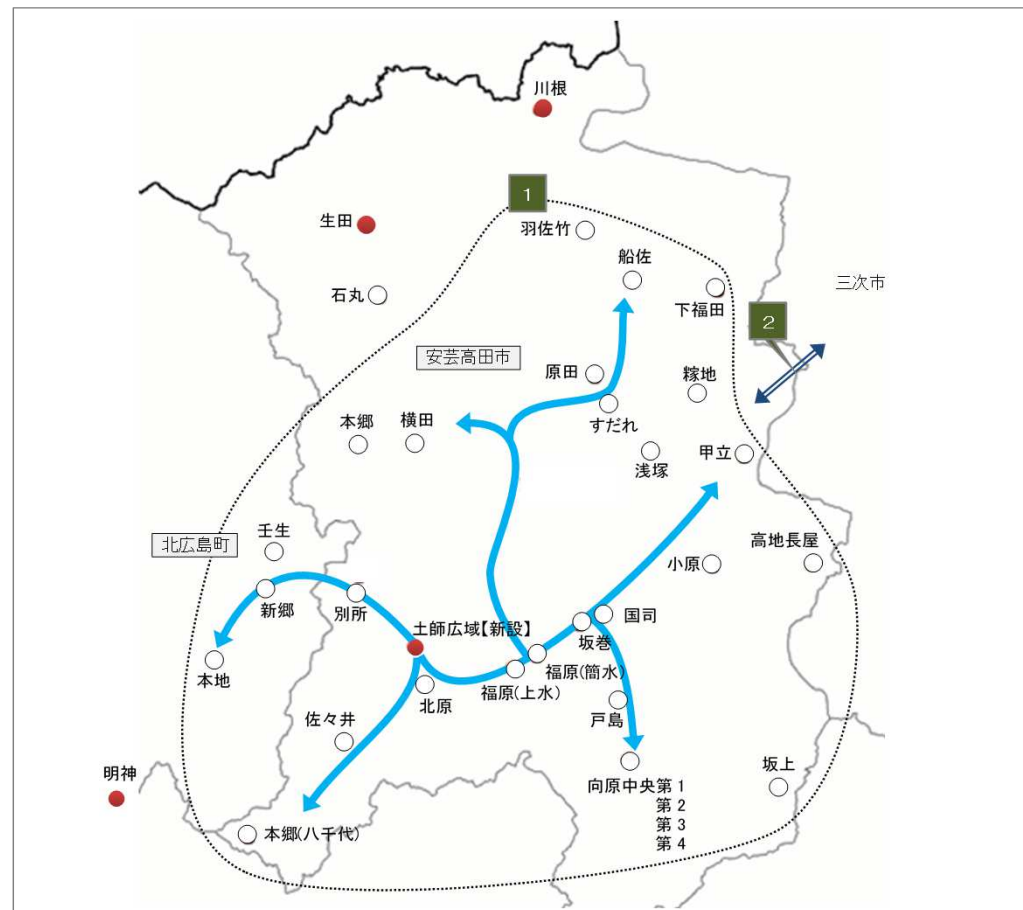 川根
1
生田
羽佐竹
船佐
三次市
石丸
下福田
2
安芸高田市
原田
糘地
すだれ
本郷
横田
浅塚
甲立
北広島町
壬生
高地長屋
小原
新郷
別所
国司
土師広域【新設】
坂巻
福原(簡水)
本地
福原(上水)
北原
戸島
佐々井
明神
向原中央第1
第2
第3
第4
坂上
本郷(八千代)